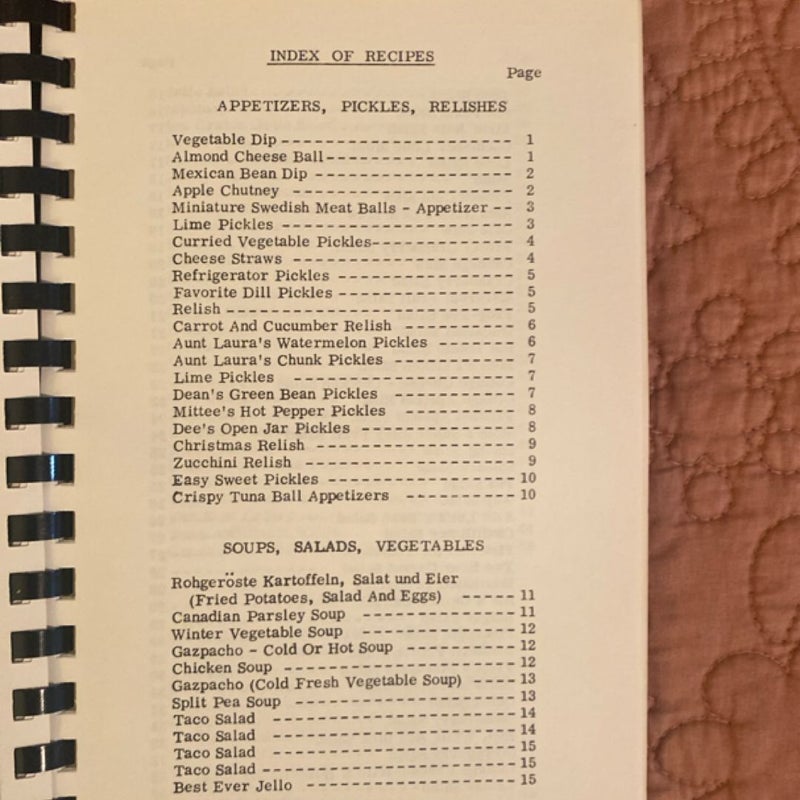 INDEX OF RECIPES
Page
APPETIZERS, PICKLES, RELISHES
Vegetable Dip ----------------------- 1
Almond Cheese Ball------------------- 1
Mexican Bean Dip -------------------- 2
Apple Chutney ----------------------- 2
Miniature Swedish Meat Balls - Appetizer -- 3
Lime Pickles ------------------------ 3
Curried Vegetable Pickles-------------- 4
Cheese Straws ----------------------- 4
Refrigerator Pickles ------------------ 5
Favorite Dill Pickles ------------------ 5
Relish ----------------------------- 5
Carrot And Cucumber Relish ---------- 6
Aunt Laura's Watermelon Pickles ------- 6
Aunt Laura's Chunk Pickles ----------- 7
Lime Pickles ---------------------- 7
Dean's Green Bean Pickles ----------- 7
Mittee's Hot Pepper Pickles ---------- 8
Dee's Open Jar Pickles -------------- 8
Christmas Relish ------------------- 9
Zucchini Relish -------------------- 9
Easy Sweet Pickles ------------------ 10
Crispy Tuna Ball Appetizers ---------- 10
SOUPS, SALADS, VEGETABLES
Rohgeröste Kartoffeln, Salat und Eier
(Fried Potatoes, Salad And Eggs) ----- 11
Canadian Parsley Soup -------------- 11
Winter Vegetable Soup -------------- 12
Gazpacho - Cold Or Hot Soup ---------- 12
Chicken Soup --------------------- 12
Gazpacho (Cold Fresh Vegetable Soup) ---- 13
Split Pea Soup -------------------- 13
Taco Salad ---------------------- 14
Taco Salad ---------------------- 14
Taco Salad ---------------------- 15
Taco Salad ----------------------- 15
Best Ever Jello ------------------- 15